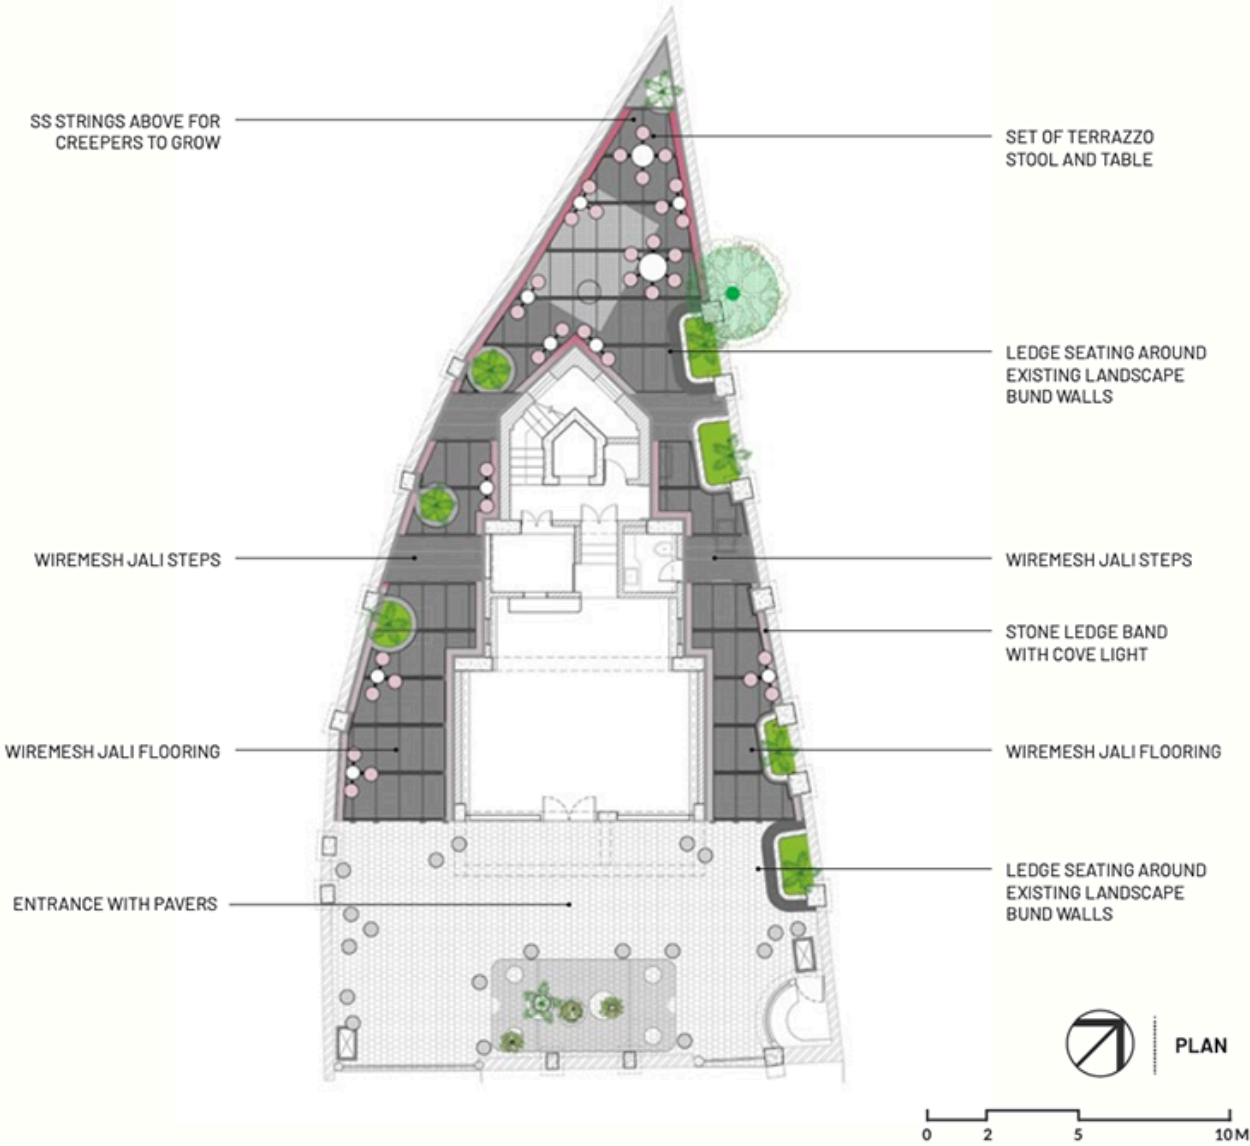 SS STRINGS ABOVE FOR
CREEPERS TO GROW
SET OF TERRAZZO
STOOL AND TABLE
LEDGE SEATING AROUND
EXISTING LANDSCAPE
BUND WALLS
WIREMESH JALI STEPS
WIREMESH JALI STEPS
STONE LEDGE BAND
WITH COVE LIGHT
WIREMESH JALI FLOORING
WIREMESH JALI FLOORING
LEDGE SEATING AROUND
EXISTING LANDSCAPE
BUND WALLS
ENTRANCE WITH PAVERS
PLAN
0 2 5 10M